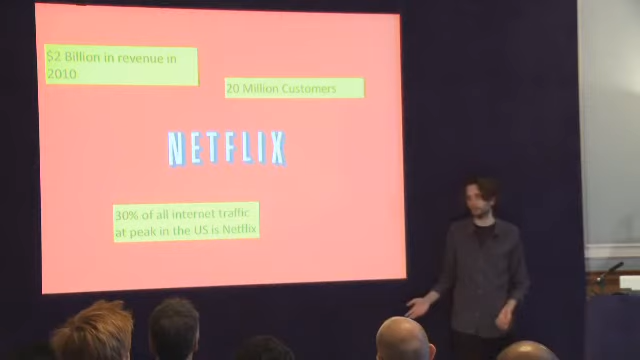 $2 Billion in revenue in
2010
20 Million Customers
NETFLIX
30% of all internet traffic
at peak in the US is Netflix